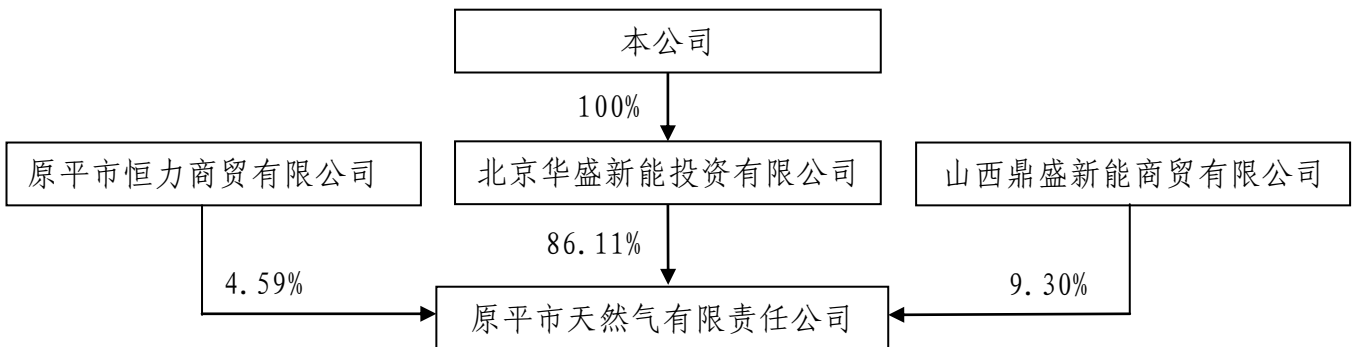 本公司
100%
原平市恒力商贸有限公司
北京华盛新能投资有限公司
山西鼎盛新能商贸有限公司
86.11%
4.59%
9.30%
原平市天然气有限责任公司